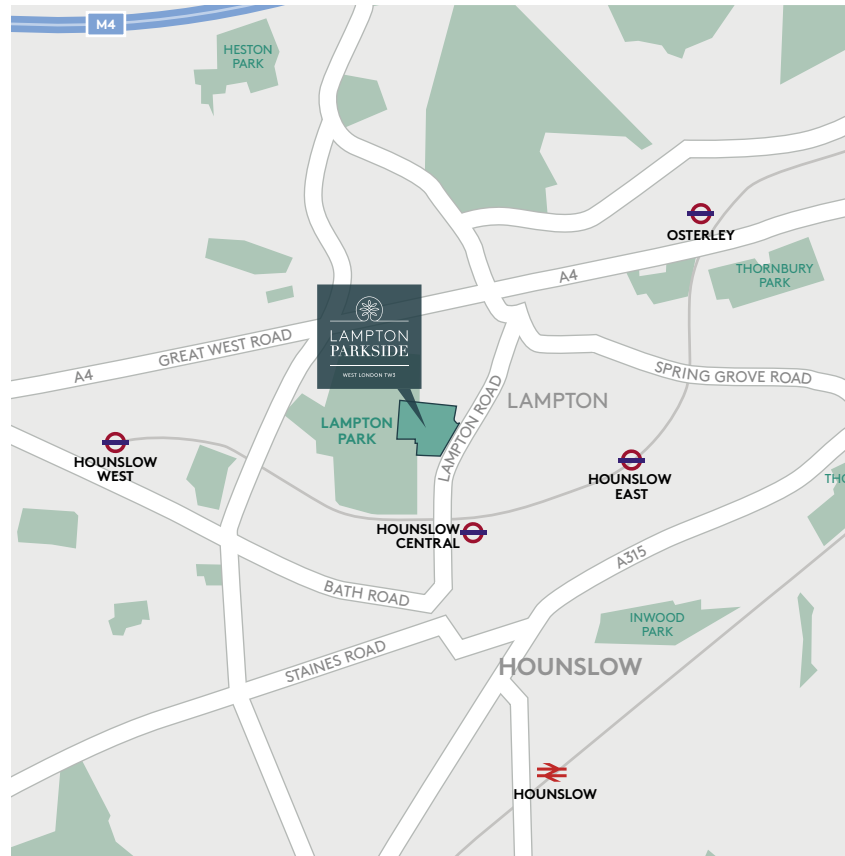 M4
HESTON
PARK
OSTERLEY
THORNBURY
PARK
A4
LAMPTON
PARKSIDE
WEST LONDON TW3
GREAT WEST ROAD
A4
SPRING GROVE ROAD
LAMPTON
LAMPTON ROAD
LAMPTON
PARK
HOUNSLOW
WEST
HOUNSLOW
EAST
THO
HOUNSLOW
CENTRAL
A315
BATH ROAD
INWOOD
PARK
STAINES ROAD
HOUNSLOW
HOUNSLOW